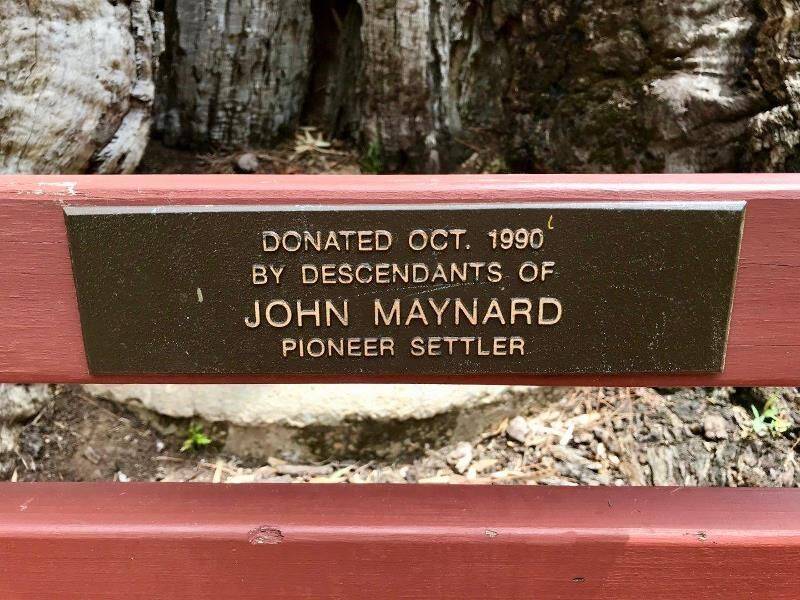 DONATED OCT. 1990
BY DESCENDANTS OF
JOHN MAYNARD
PIONEER SETTLER